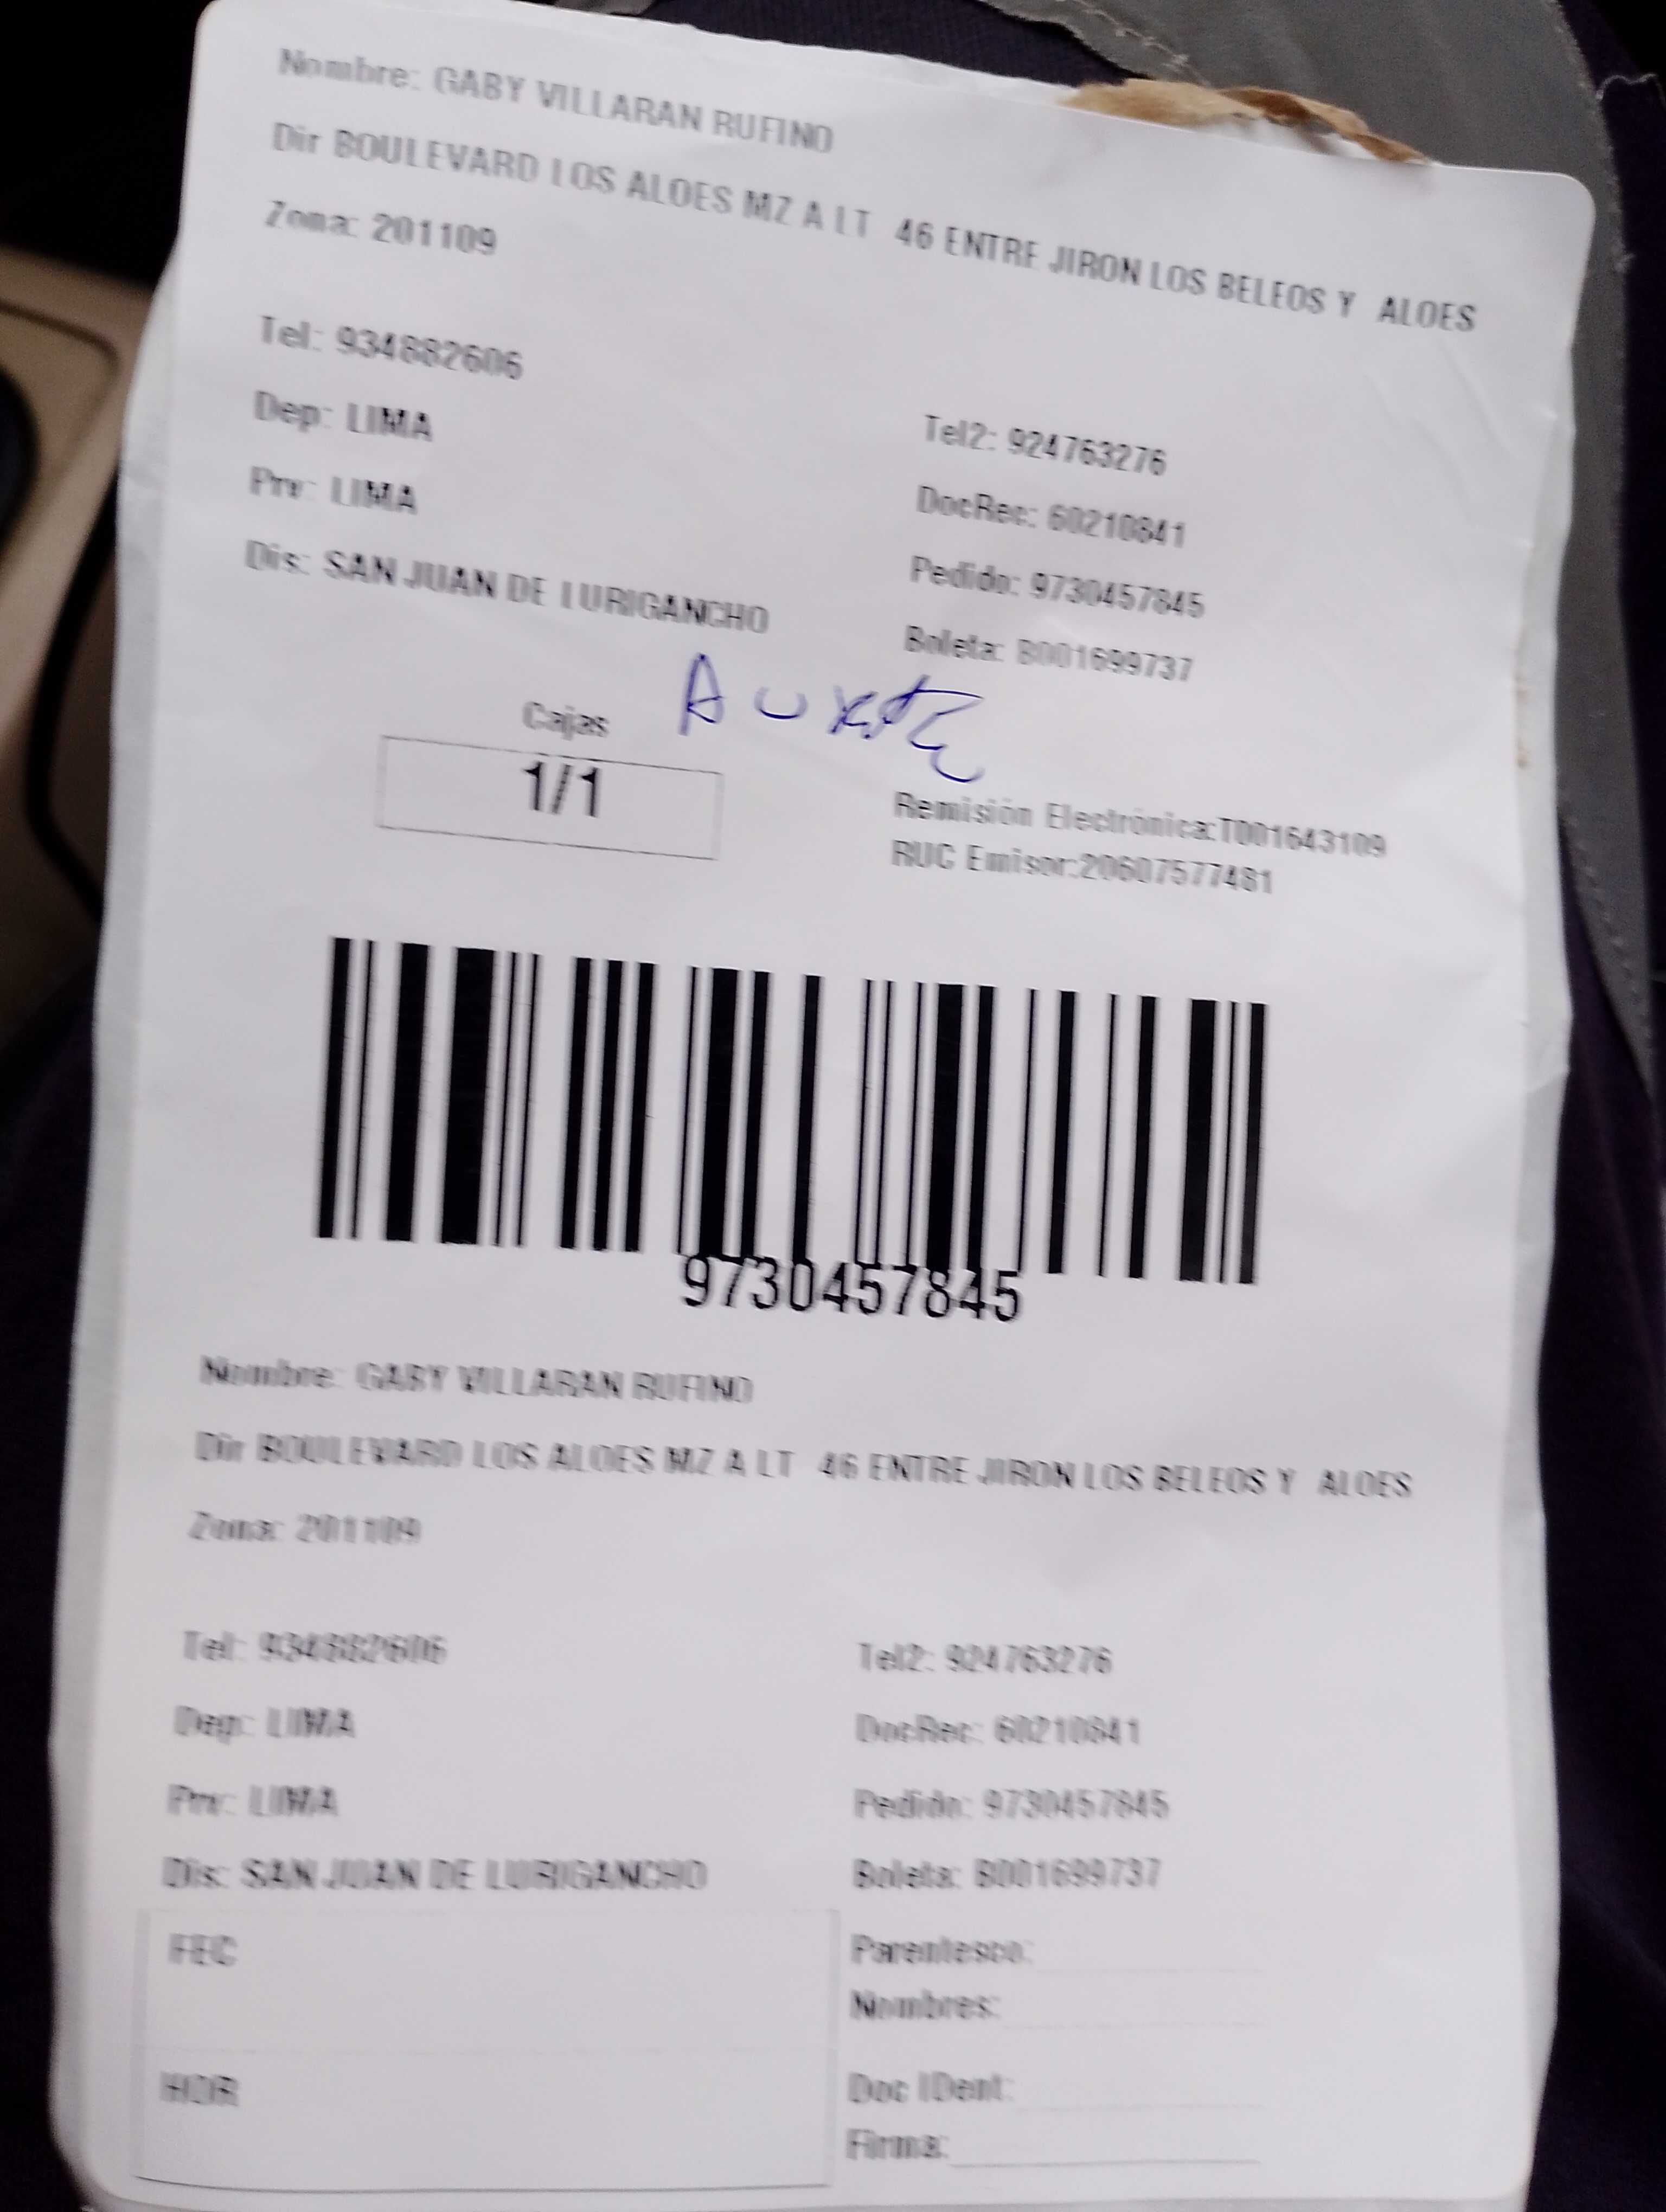 Nombre: GABY VILLARAN RUFINO
Dir BOULEVARD LOS ALOES MZ A LT 46 ENTRE JIRON LOS BELEOS Y ALOES
Zona: 201109
Tel: 934882606
Tel2: 924763276
Dep: LIMA
DocRec: 60210841
Prv: LIMA
Pedido: 9730457845
Dis: SAN JUAN DE LURIGANCHO
Boleta: B001699737
Cajas
1/1
Remisión Electrónica:T001643109
RUC Emisor:20607577481
9730457845
Nombre: GABY VILLARAN RUFINO
Dir BOULEVARD LOS ALOES MZ A LT 46 ENTRE JIRON LOS BELEOS Y ALOES
Zona: 201109
Tel: 934882606
Tel2: 924763276
Dep: LIMA
DocRec: 60210841
Prv: LIMA
Pedido: 9730457845
Dis: SAN JUAN DE LURIGANCHO
Boleta: B001699737
FEC
Parentesco:
Nombres:
HOR
Doc IDent:
Firma: